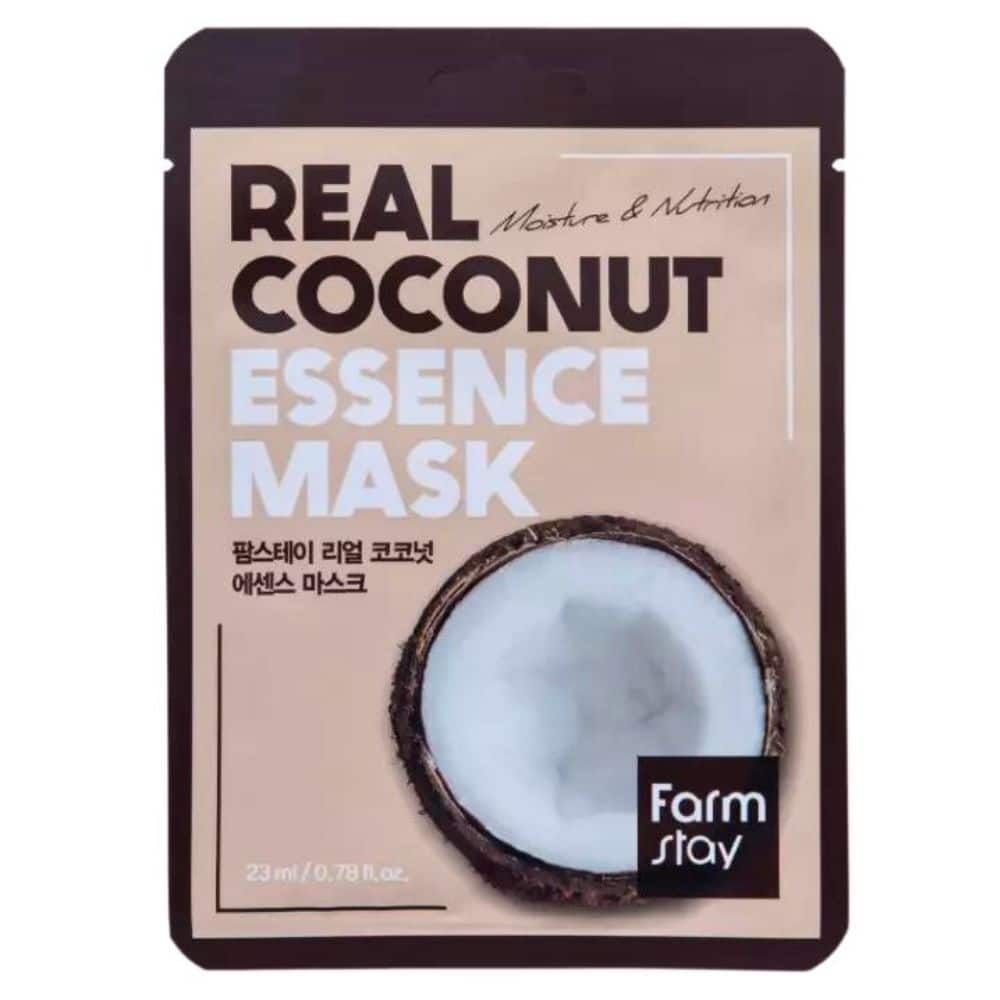 REAL
Moisture & Nutrition
COCONUT
ESSENCE
MASK
팜스테이 리얼 코코넛
에센스 마스크
23 ml / 0.78 fl. oz.
Farm
stay